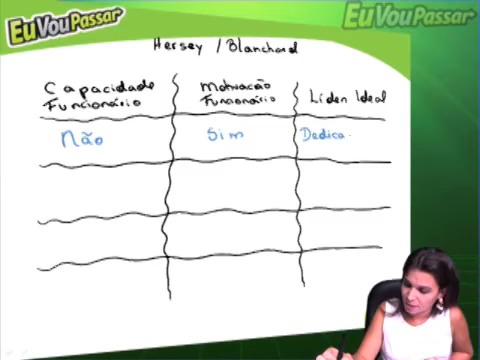 EuVouPassar
EuVouPassar
Hersey / Blanchard
Capacidade Funcionário
Motivação Funcionário
Líder Ideal
Não
Sim
Dedica